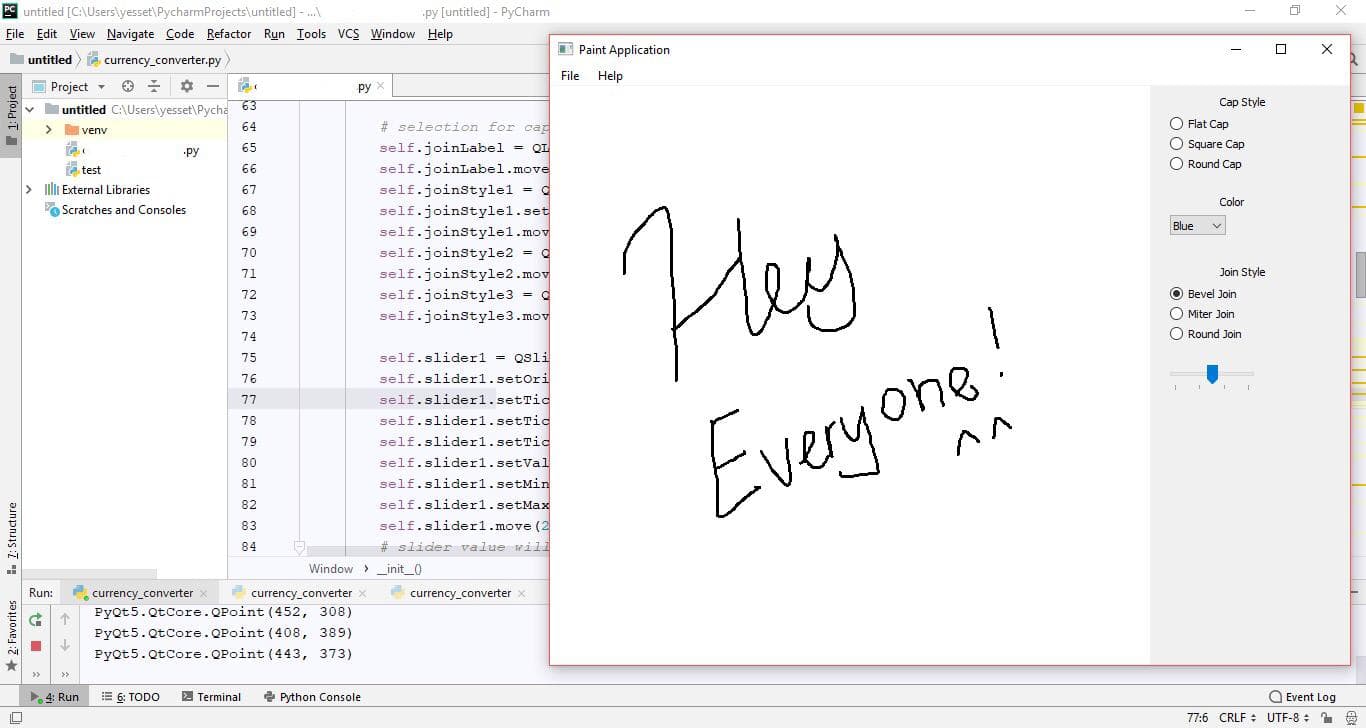 untitled [C:\Users\yesset\PycharmProjects\untitled] - ...\ .py [untitled] - PyCharm
File Edit View Navigate Code Refactor Run Tools VCS Window Help
untitled currency_converter.py
1: Project
Project
py
untitled C:\Users\yesset\Pycha
venv
.py
test
External Libraries
Scratches and Consoles
63
64 # selection for cap
65 self.joinLabel = QL
66 self.joinLabel.move
67 self.joinStyle1 = Q
68 self.joinStyle1.set
69 self.joinStyle1.mov
70 self.joinStyle2 = Q
71 self.joinStyle2.mov
72 self.joinStyle3 = Q
73 self.joinStyle3.mov
74
75 self.slider1 = QSli
76 self.slider1.setOri
77 self.slider1.setTic
78 self.slider1.setTic
79 self.slider1.setTic
80 self.slider1.setVal
81 self.slider1.setMin
82 self.slider1.setMax
83 self.slider1.move(2
84 # slider value will
Window › __init__()
Paint Application
File Help
Hey
Everyone!
^^
Cap Style
Flat Cap
Square Cap
Round Cap
Color
Blue
Join Style
Bevel Join
Miter Join
Round Join
7: Structure
2: Favorites
Run: currency_converter currency_converter currency_converter
PyQt5.QtCore.QPoint(452, 308)
PyQt5.QtCore.QPoint(408, 389)
PyQt5.QtCore.QPoint(443, 373)
4: Run 6: TODO Terminal Python Console Event Log
77:6 CRLF UTF-8